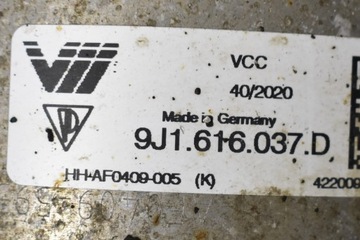 VCC
40/2020
Made in Germany
9J1.616.037.D
HH-AF0409-005 (K)
422009